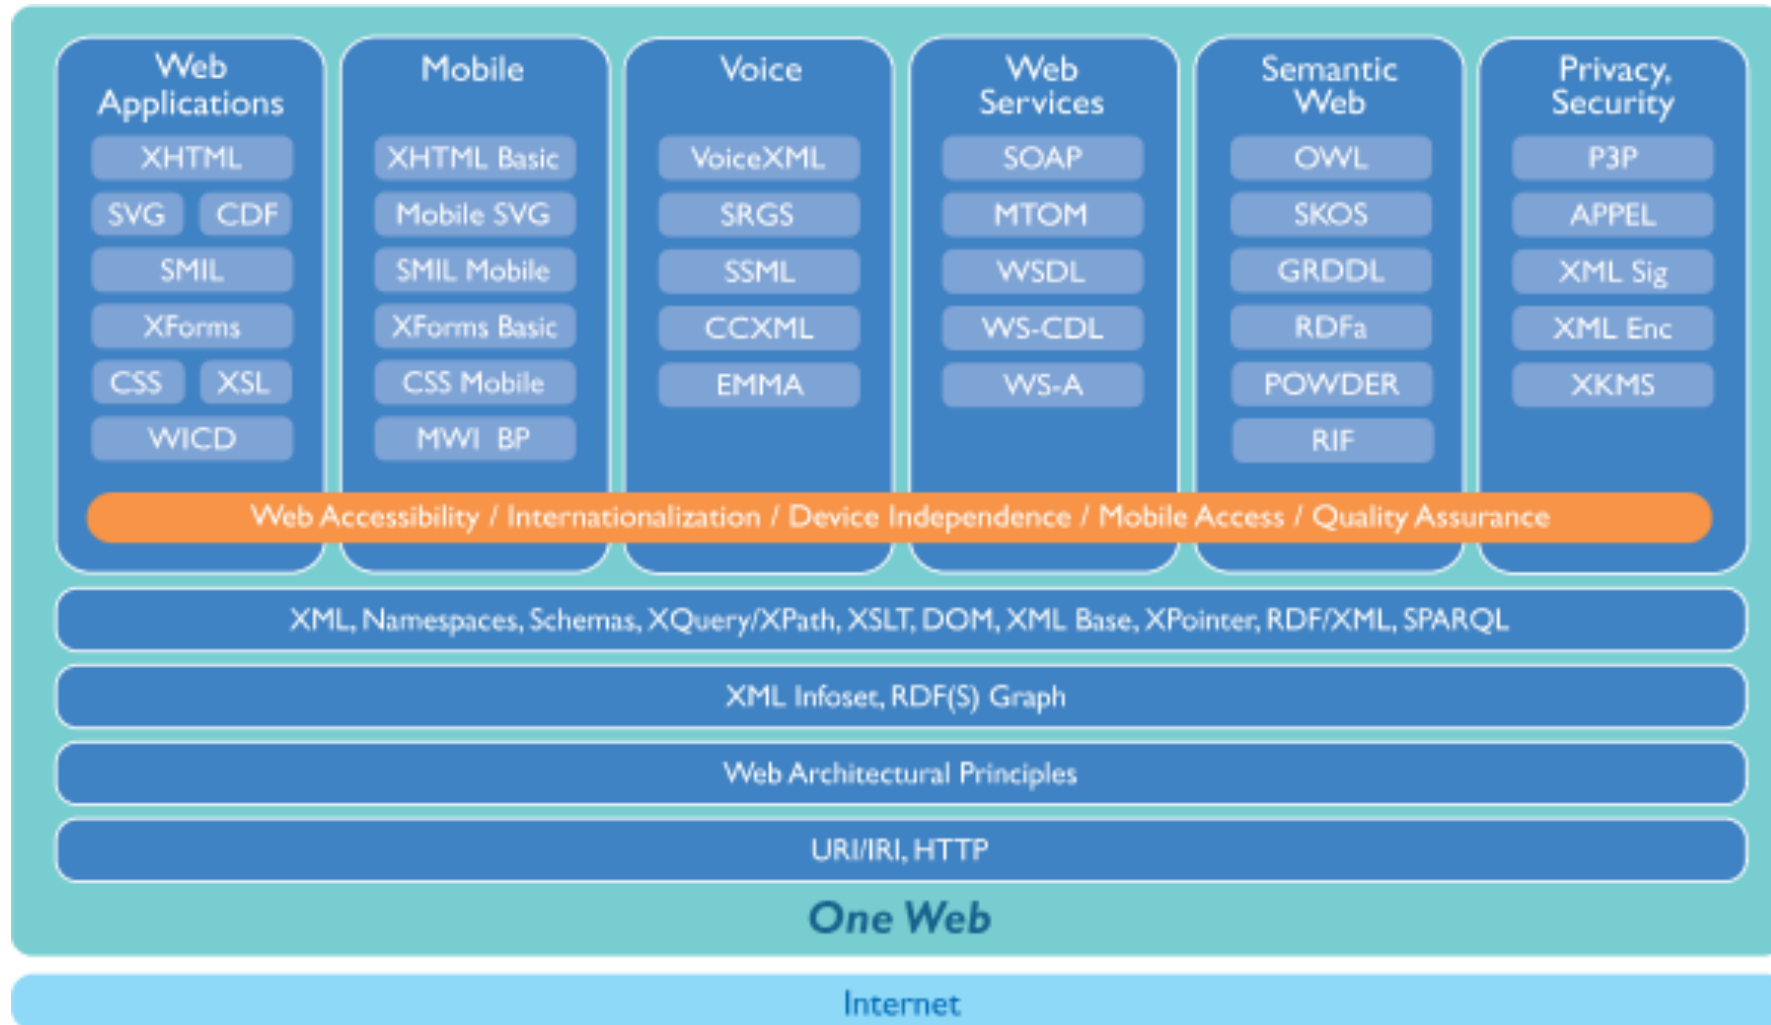 Web
Applications
XHTML
SVG
CDF
SMIL
XForms
CSS
XSL
WICD
Mobile
XHTML Basic
Mobile SVG
SMIL Mobile
XForms Basic
CSS Mobile
MWI BP
Voice
VoiceXML
SRGS
SSML
CCXML
EMMA
Web
Services
SOAP
MTOM
WSDL
WS-CDL
WS-A
Semantic
Web
OWL
SKOS
GRDDL
RDFa
POWDER
RIF
Privacy,
Security
P3P
APPEL
XML Sig
XML Enc
XKMS
Web Accessibility / Internationalization / Device Independence / Mobile Access / Quality Assurance
XML, Namespaces, Schemas, XQuery/XPath, XSLT, DOM, XML Base, XPointer, RDF/XML, SPARQL
XML Infoset, RDF(S) Graph
Web Architectural Principles
URI/IRI, HTTP
One Web
Internet